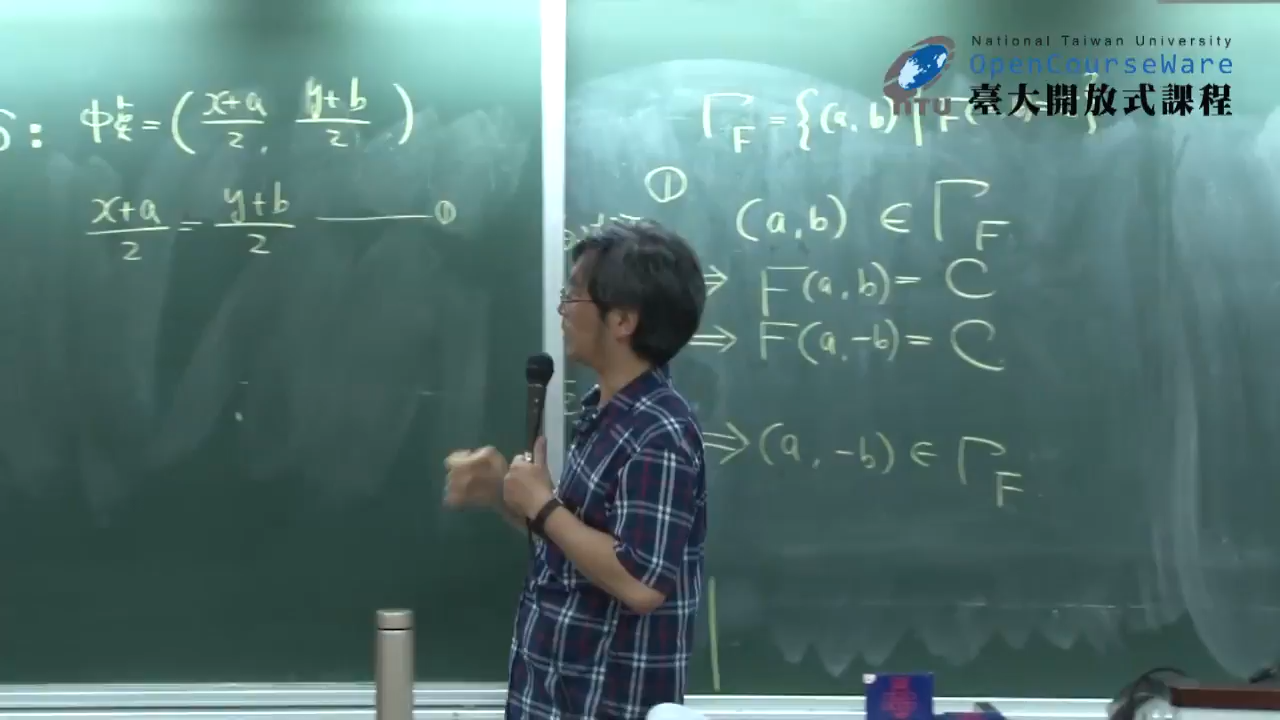 中點=(x+a/2, y+b/2)
x+a/2 = y+b/2 ——①
National Taiwan University
OpenCourseWare
臺大開放式課程
NTU
Γ_F={(a,b)|F
①
(a,b) ∈ Γ_F
⇒ F(a,b)= C
⇒ F(a,-b)= C
⇒ (a,-b) ∈ Γ_F